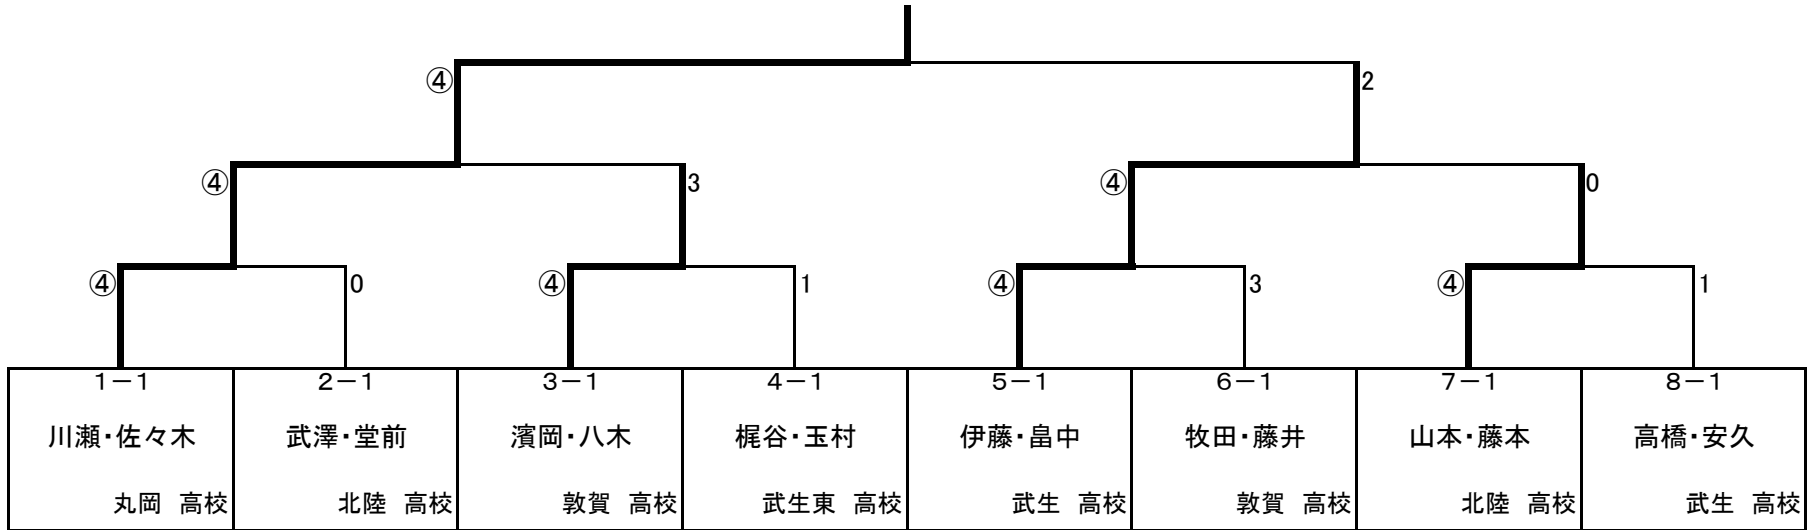 ④ 2
④ 3 ④ 0
④ 0 ④ 1 ④ 3 ④ 1
1－1 2－1 3－1 4－1 5－1 6－1 7－1 8－1
川瀬・佐々木 武澤・堂前 濱岡・八木 梶谷・玉村 伊藤・畠中 牧田・藤井 山本・藤本 高橋・安久
丸岡 高校 北陸 高校 敦賀 高校 武生東 高校 武生 高校 敦賀 高校 北陸 高校 武生 高校